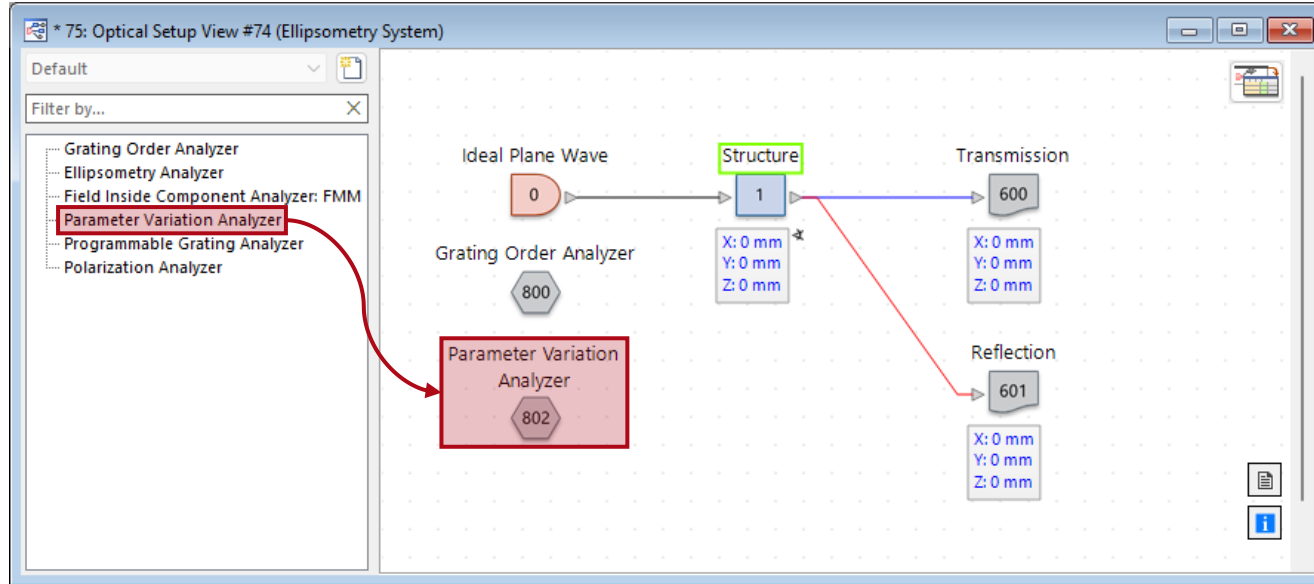 * 75: Optical Setup View #74 (Ellipsometry System)
Default
Filter by...
Grating Order Analyzer
Ellipsometry Analyzer
Field Inside Component Analyzer: FMM
Parameter Variation Analyzer
Programmable Grating Analyzer
Polarization Analyzer
Ideal Plane Wave
0
Structure
1
X: 0 mm
Y: 0 mm
Z: 0 mm
Transmission
600
X: 0 mm
Y: 0 mm
Z: 0 mm
Grating Order Analyzer
800
Parameter Variation
Analyzer
802
Reflection
601
X: 0 mm
Y: 0 mm
Z: 0 mm
i